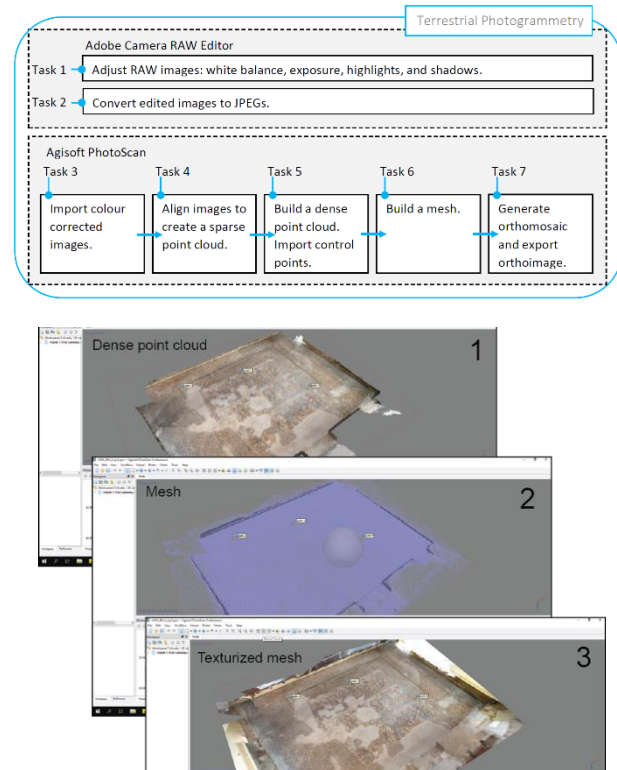 Terrestrial Photogrammetry
Adobe Camera RAW Editor
Task 1
Adjust RAW images: white balance, exposure, highlights, and shadows.
Task 2
Convert edited images to JPEGs.
Agisoft PhotoScan
Task 3
Import colour
corrected
images.
Task 4
Align images to
create a sparse
point cloud.
Task 5
Build a dense
point cloud.
Import control
points.
Task 6
Build a mesh.
Task 7
Generate
orthomosaic
and export
orthoimage.
Dense point cloud
1
Mesh
2
Texturized mesh
3